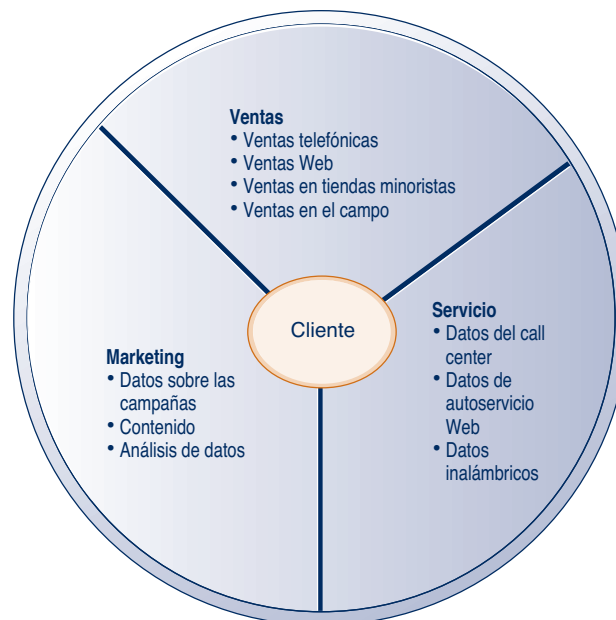 Ventas
• Ventas telefónicas
• Ventas Web
• Ventas en tiendas minoristas
• Ventas en el campo
Cliente
Servicio
• Datos del call
center
• Datos de
autoservicio
Web
• Datos
inalámbricos
Marketing
• Datos sobre las
campañas
• Contenido
• Análisis de datos